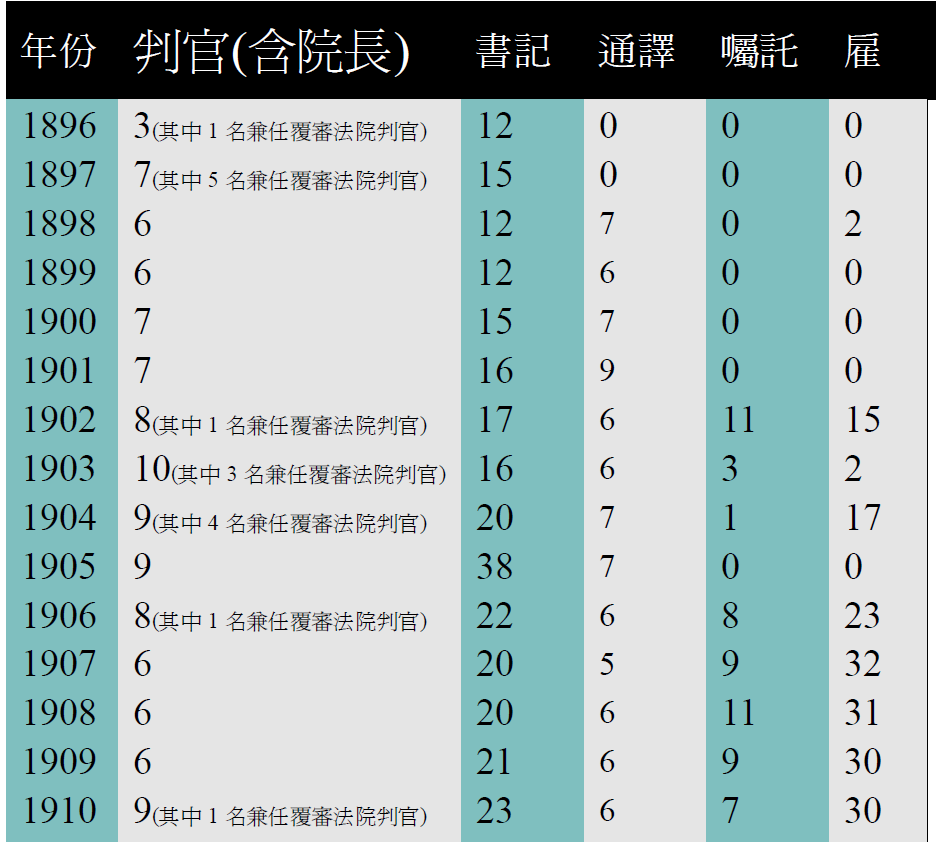 年份 判官(含院長) 書記 通譯 囑託 雇
1896 3(其中 1 名兼任覆審法院判官) 12 0 0 0
1897 7(其中 5 名兼任覆審法院判官) 15 0 0 0
1898 6 12 7 0 2
1899 6 12 6 0 0
1900 7 15 7 0 0
1901 7 16 9 0 0
1902 8(其中 1 名兼任覆審法院判官) 17 6 11 15
1903 10(其中 3 名兼任覆審法院判官) 16 6 3 2
1904 9(其中 4 名兼任覆審法院判官) 20 7 1 17
1905 9 38 7 0 0
1906 8(其中 1 名兼任覆審法院判官) 22 6 8 23
1907 6 20 5 9 32
1908 6 20 6 11 31
1909 6 21 6 9 30
1910 9(其中 1 名兼任覆審法院判官) 23 6 7 30